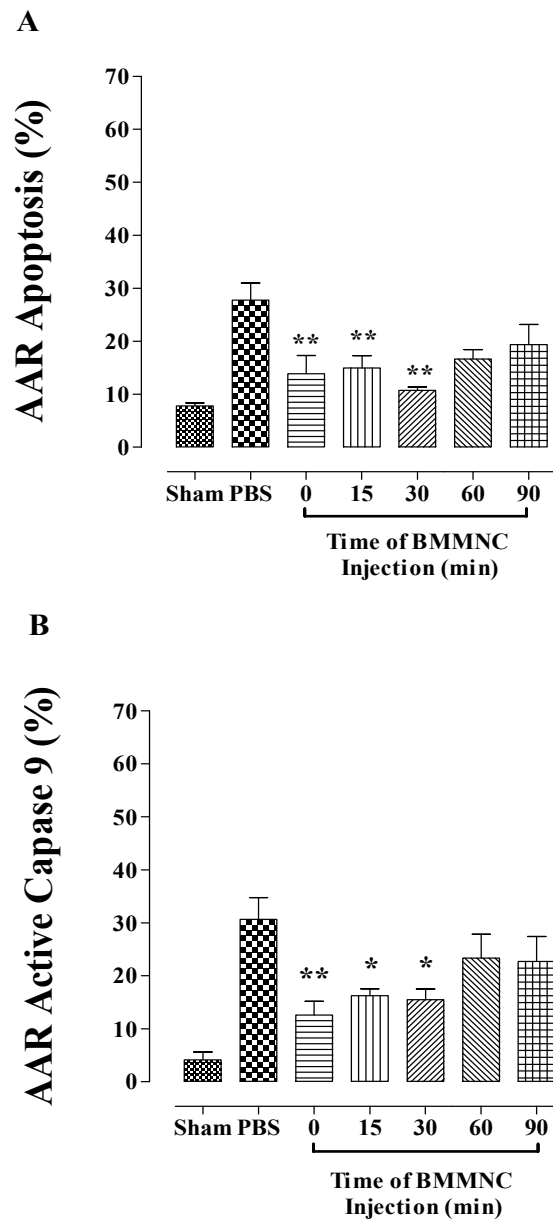 A
AAR Apoptosis (%)
70
60
50
40
30
20
10
0
** ** **
Sham PBS 0 15 30 60 90
Time of BMMNC
Injection (min)
B
AAR Active Capase 9 (%)
70
60
50
40
30
20
10
0
** * *
Sham PBS 0 15 30 60 90
Time of BMMNC
Injection (min)